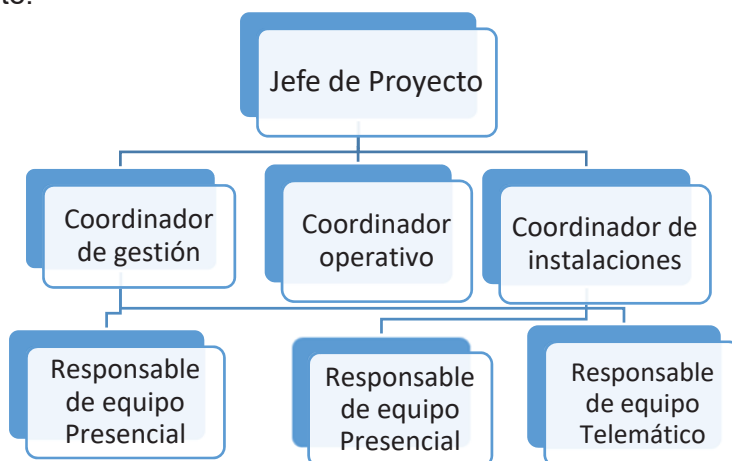 Jefe de Proyecto
Coordinador
de gestión
Coordinador
operativo
Coordinador de
instalaciones
Responsable
de equipo
Presencial
Responsable
de equipo
Presencial
Responsable
de equipo
Telemático